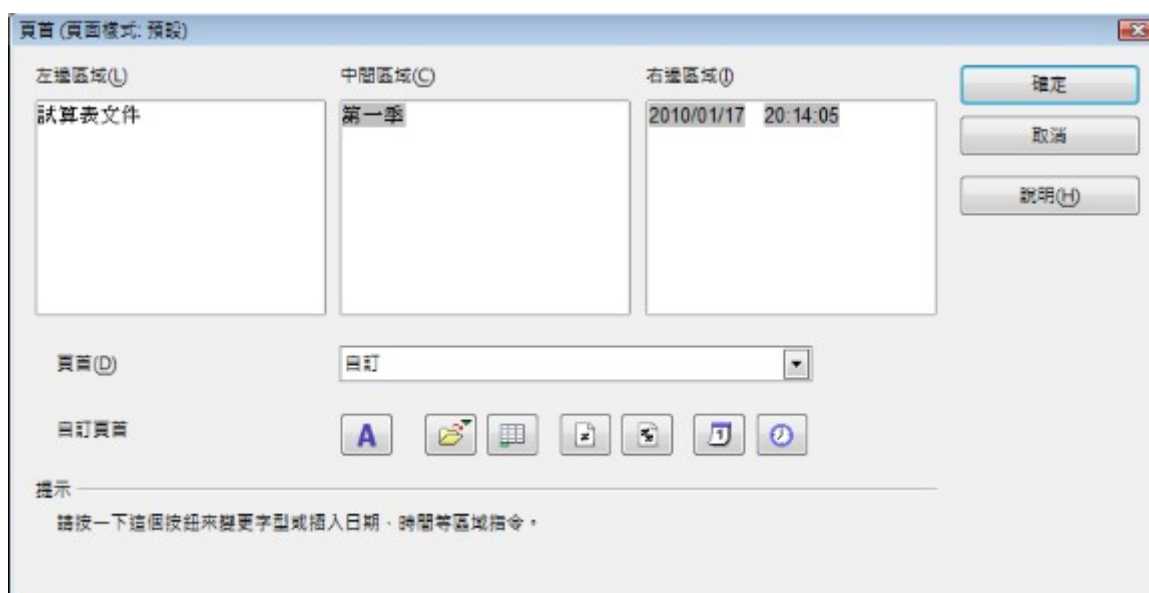 頁首 (頁面樣式: 預設)
左邊區域(L)
中間區域(C)
右邊區域(I)
確定
試算表文件
第一季
2010/01/17 20:14:05
取消
說明(H)
頁首(D)
自訂
自訂頁首
A
1
提示
請按一下這個按鈕來變更字型或插入日期、時間等區域指令。